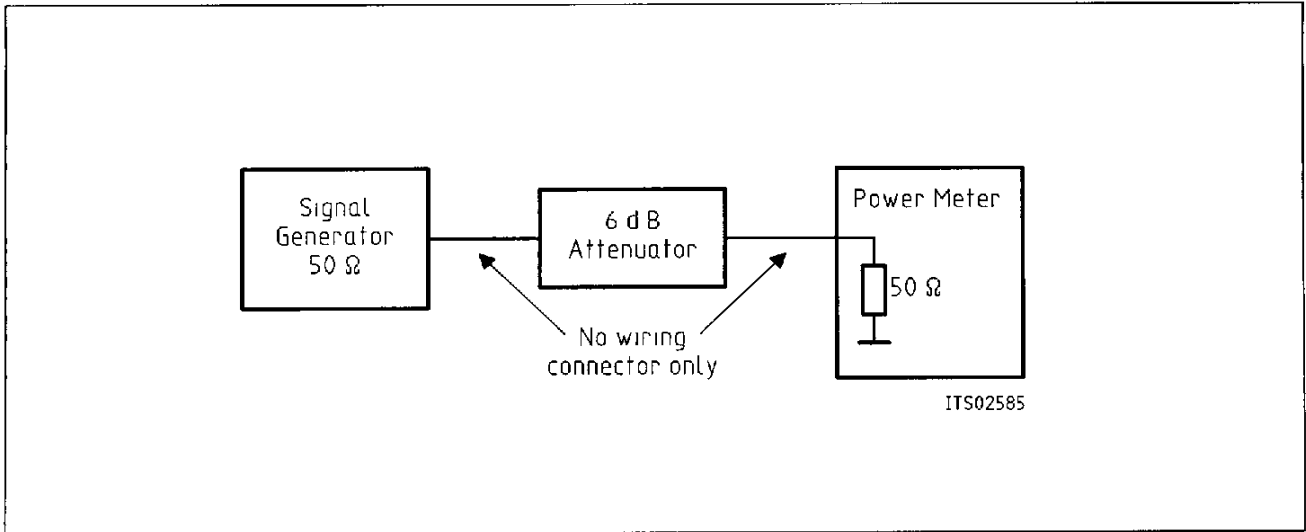 Signal
Generator
50 Ω
6 dB
Attenuator
Power Meter
50 Ω
No wiring
connector only
ITS02585